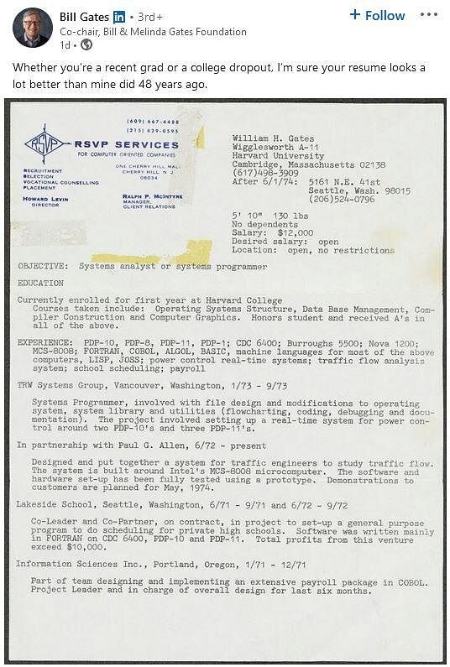 Bill Gates in • 3rd+
+ Follow
Co-chair, Bill & Melinda Gates Foundation
1d •
Whether you're a recent grad or a college dropout, I'm sure your resume looks a
lot better than mine did 48 years ago.
(609) 667-4488
(215) 629-0595
RSVP
RSVP SERVICES
FOR COMPUTER ORIENTED COMPANIES
ONE CHERRY HILL MALL
CHERRY HILL N J
08034
RECRUITMENT
SELECTION
VOCATIONAL COUNSELLING
PLACEMENT
HOWARD LEVIN
DIRECTOR
RALPH P. McINTYRE
MANAGER,
CLIENT RELATIONS
William H. Gates
Wigglesworth A-11
Harvard University
Cambridge, Massachusetts 02138
(617)498-3909
After 6/1/74: 5161 N.E. 41st
Seattle, Wash. 98015
(206)524-0796
5' 10" 130 lbs
No dependents
Salary: $12,000
Desired salary: open
Location: open, no restrictions
OBJECTIVE: Systems analyst or systems programmer
EDUCATION
Currently enrolled for first year at Harvard College
Courses taken include: Operating Systems Structure, Data Base Management, Com-
piler Construction and Computer Graphics. Honors student and received A's in
all of the above.
EXPERIENCE: PDP-10, PDP-8, PDP-11, PDP-1; CDC 6400; Burroughs 5500; Nova 1200;
MCS-8008; FORTRAN, COBOL, ALGOL, BASIC, machine languages for most of the above
computers, LISP, JOSS; power control real-time systems; traffic flow analysis
system; school scheduling; payroll
TRW Systems Group, Vancouver, Washington, 1/73 - 9/73
Systems Programmer, involved with file design and modifications to operating
system, system library and utilities (flowcharting, coding, debugging and docu-
mentation). The project involved setting up a real-time system for power con-
trol around two PDP-10's and three PDP-11's.
In partnership with Paul G. Allen, 6/72 - present
Designed and put together a system for traffic engineers to study traffic flow.
The system is built around Intel's MCS-8008 microcomputer. The software and
hardware set-up has been fully tested using a prototype. Demonstrations to
customers are planned for May, 1974.
Lakeside School, Seattle, Washington, 6/71 - 9/71 and 6/72 - 9/72
Co-Leader and Co-Partner, on contract, in project to set-up a general purpose
program to do scheduling for private high schools. Software was written mainly
in FORTRAN on CDC 6400, PDP-10 and PDP-11. Total profits from this venture
exceed $10,000.
Information Sciences Inc., Portland, Oregon, 1/71 - 12/71
Part of team designing and implementing an extensive payroll package in COBOL.
Project Leader and in charge of overall design for last six months.